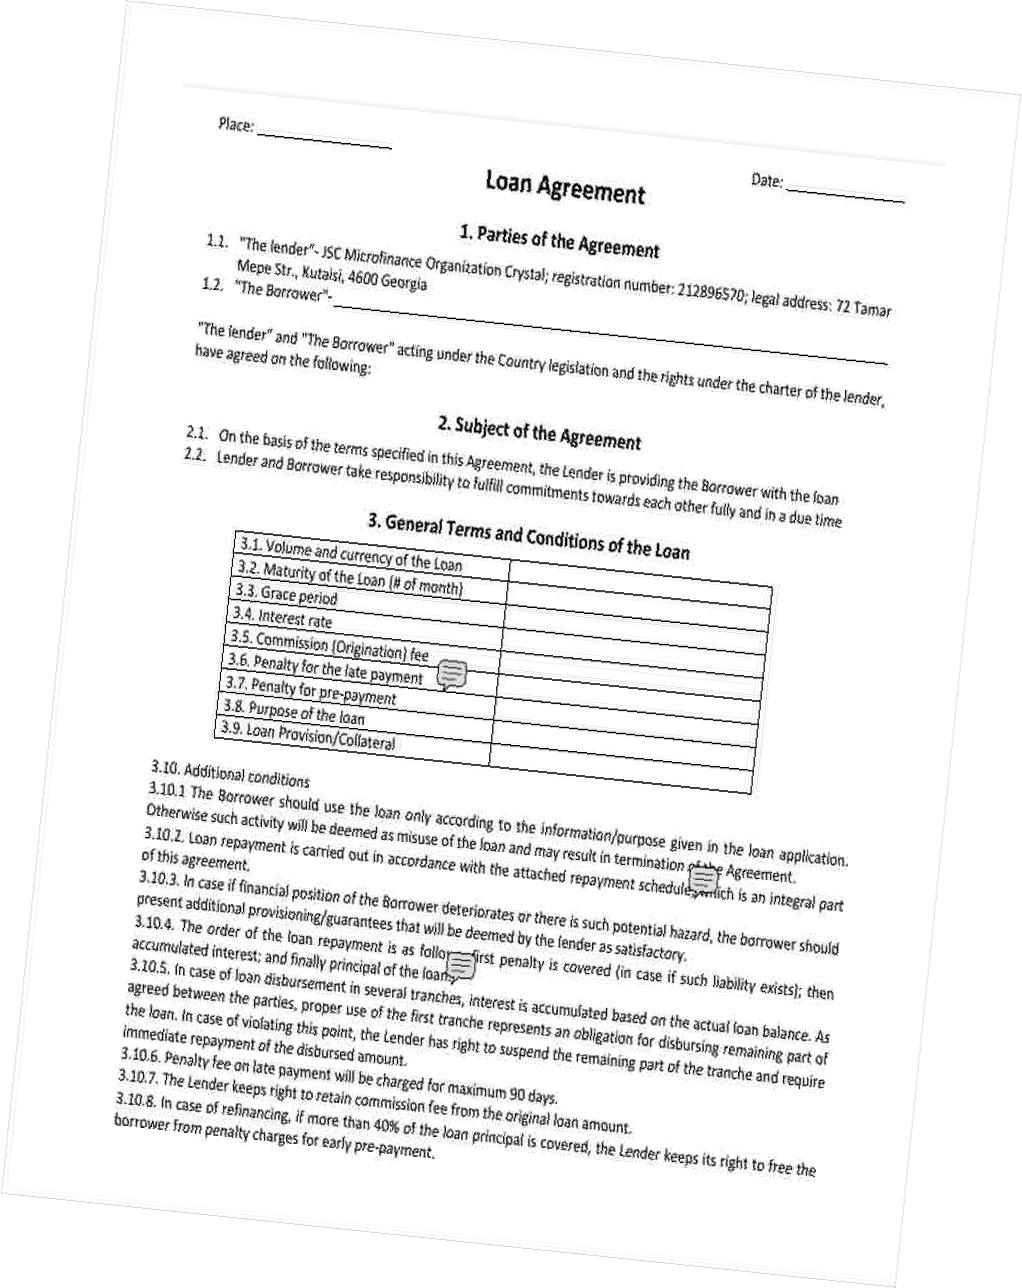 Place: ________________
Date: ______________
Loan Agreement
1. Parties of the Agreement
1.1. "The lender"- JSC Microfinance Organization Crystal; registration number: 212896570; legal address: 72 Tamar
Mepe Str., Kutaisi, 4600 Georgia
1.2. "The Borrower"- ________________
"The lender" and "The Borrower" acting under the Country legislation and the rights under the charter of the lender,
have agreed on the following:
2. Subject of the Agreement
2.1. On the basis of the terms specified in this Agreement, the Lender is providing the Borrower with the loan
2.2. Lender and Borrower take responsibility to fulfill commitments towards each other fully and in a due time
3. General Terms and Conditions of the Loan
3.1. Volume and currency of the Loan
3.2. Maturity of the Loan (# of month)
3.3. Grace period
3.4. Interest rate
3.5. Commission (Origination) fee
3.6. Penalty for the late payment
3.7. Penalty for pre-payment
3.8. Purpose of the loan
3.9. Loan Provision/Collateral
3.10. Additional conditions
3.10.1 The Borrower should use the loan only according to the information/purpose given in the loan application.
Otherwise such activity will be deemed as misuse of the loan and may result in termination of the Agreement.
3.10.2. Loan repayment is carried out in accordance with the attached repayment schedule, which is an integral part
of this agreement.
3.10.3. In case if financial position of the Borrower deteriorates or there is such potential hazard, the borrower should
present additional provisioning/guarantees that will be deemed by the lender as satisfactory.
3.10.4. The order of the loan repayment is as follow first penalty is covered (in case if such liability exists); then
accumulated interest; and finally principal of the loan
3.10.5. In case of loan disbursement in several tranches, interest is accumulated based on the actual loan balance. As
agreed between the parties, proper use of the first tranche represents an obligation for disbursing remaining part of
the loan. In case of violating this point, the Lender has right to suspend the remaining part of the tranche and require
immediate repayment of the disbursed amount.
3.10.6. Penalty fee on late payment will be charged for maximum 90 days.
3.10.7. The Lender keeps right to retain commission fee from the original loan amount.
3.10.8. In case of refinancing, if more than 40% of the loan principal is covered, the Lender keeps its right to free the
borrower from penalty charges for early pre-payment.